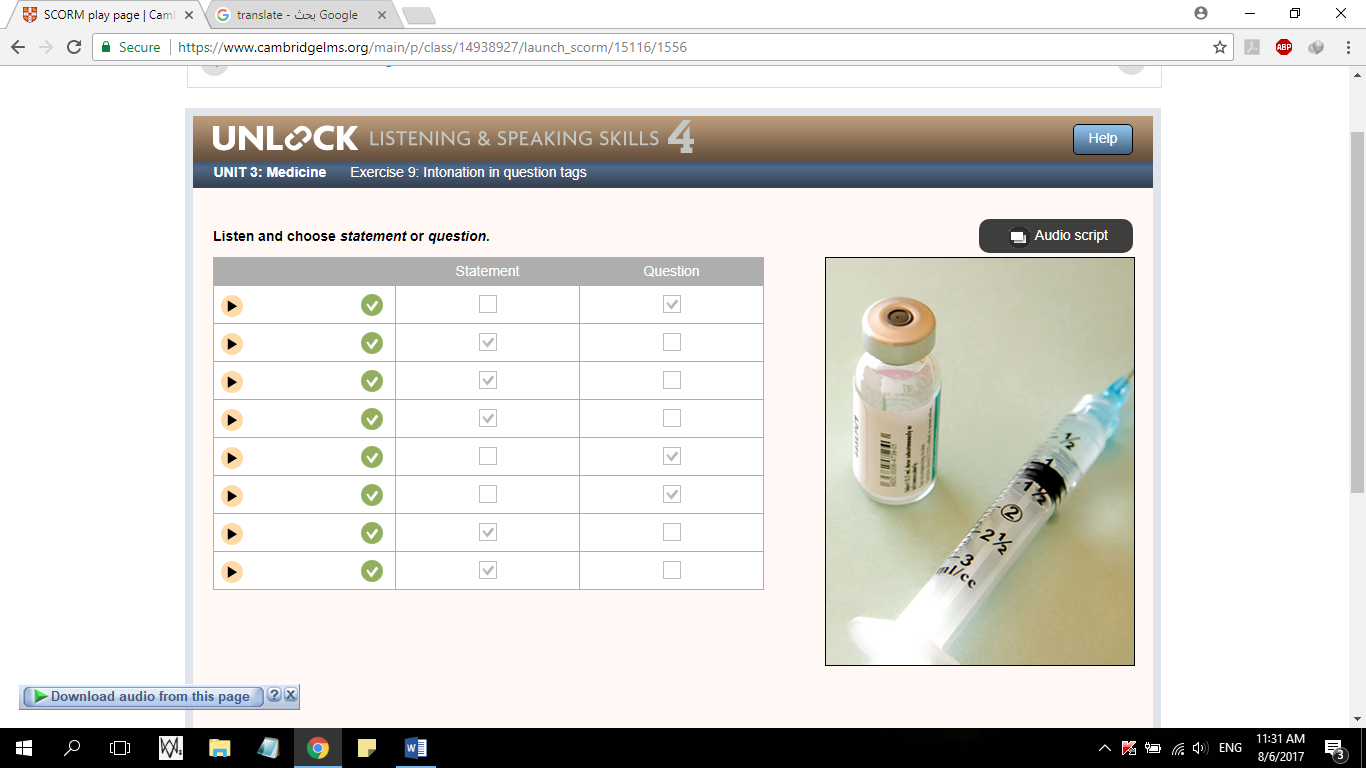 SCORM play page | Cam
translate - بحث Google
Secure https://www.cambridgelms.org/main/p/class/14938927/launch_scorm/15116/1556
ABP
UNLOCK LISTENING & SPEAKING SKILLS 4
Help
UNIT 3: Medicine Exercise 9: Intonation in question tags
Listen and choose statement or question.
Audio script
Statement Question
1/2
1
1 1/2
2
2 1/2
3
ml/cc
Download audio from this page ? X
ENG
11:31 AM
8/6/2017
3